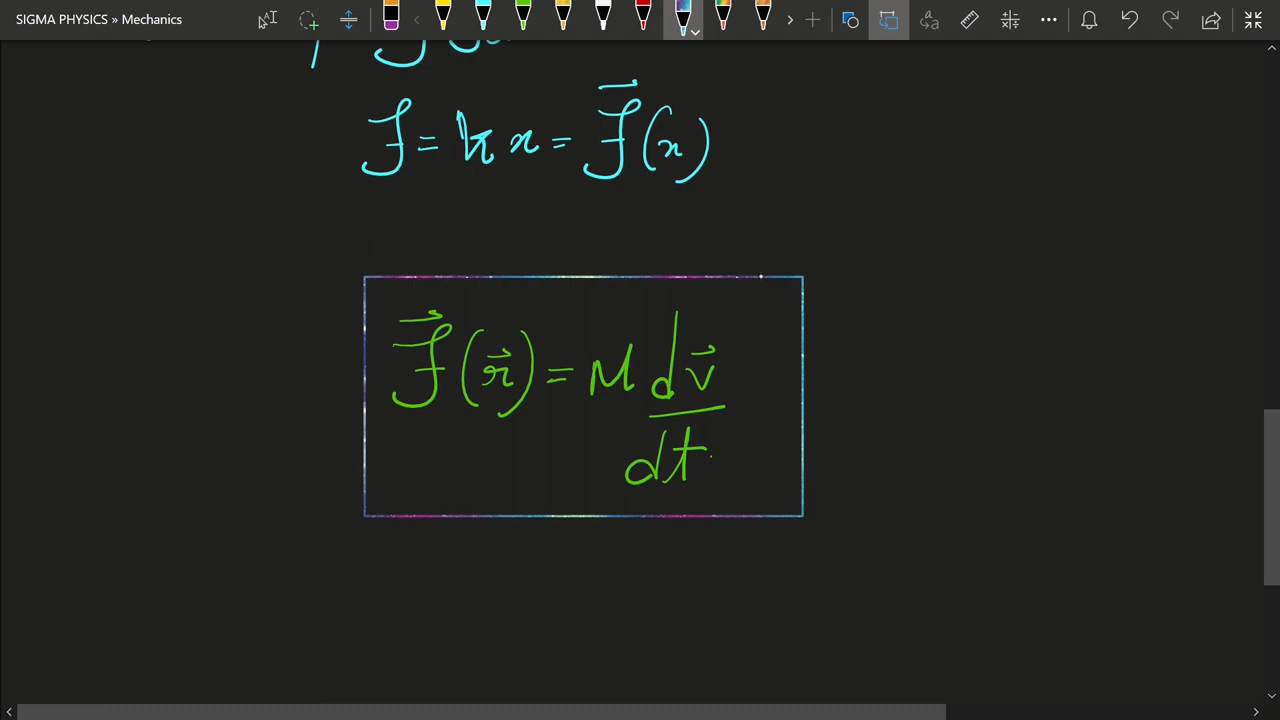 SIGMA PHYSICS » Mechanics
f = kx = f⃗(x)
f⃗(r⃗) = M dv⃗
dt